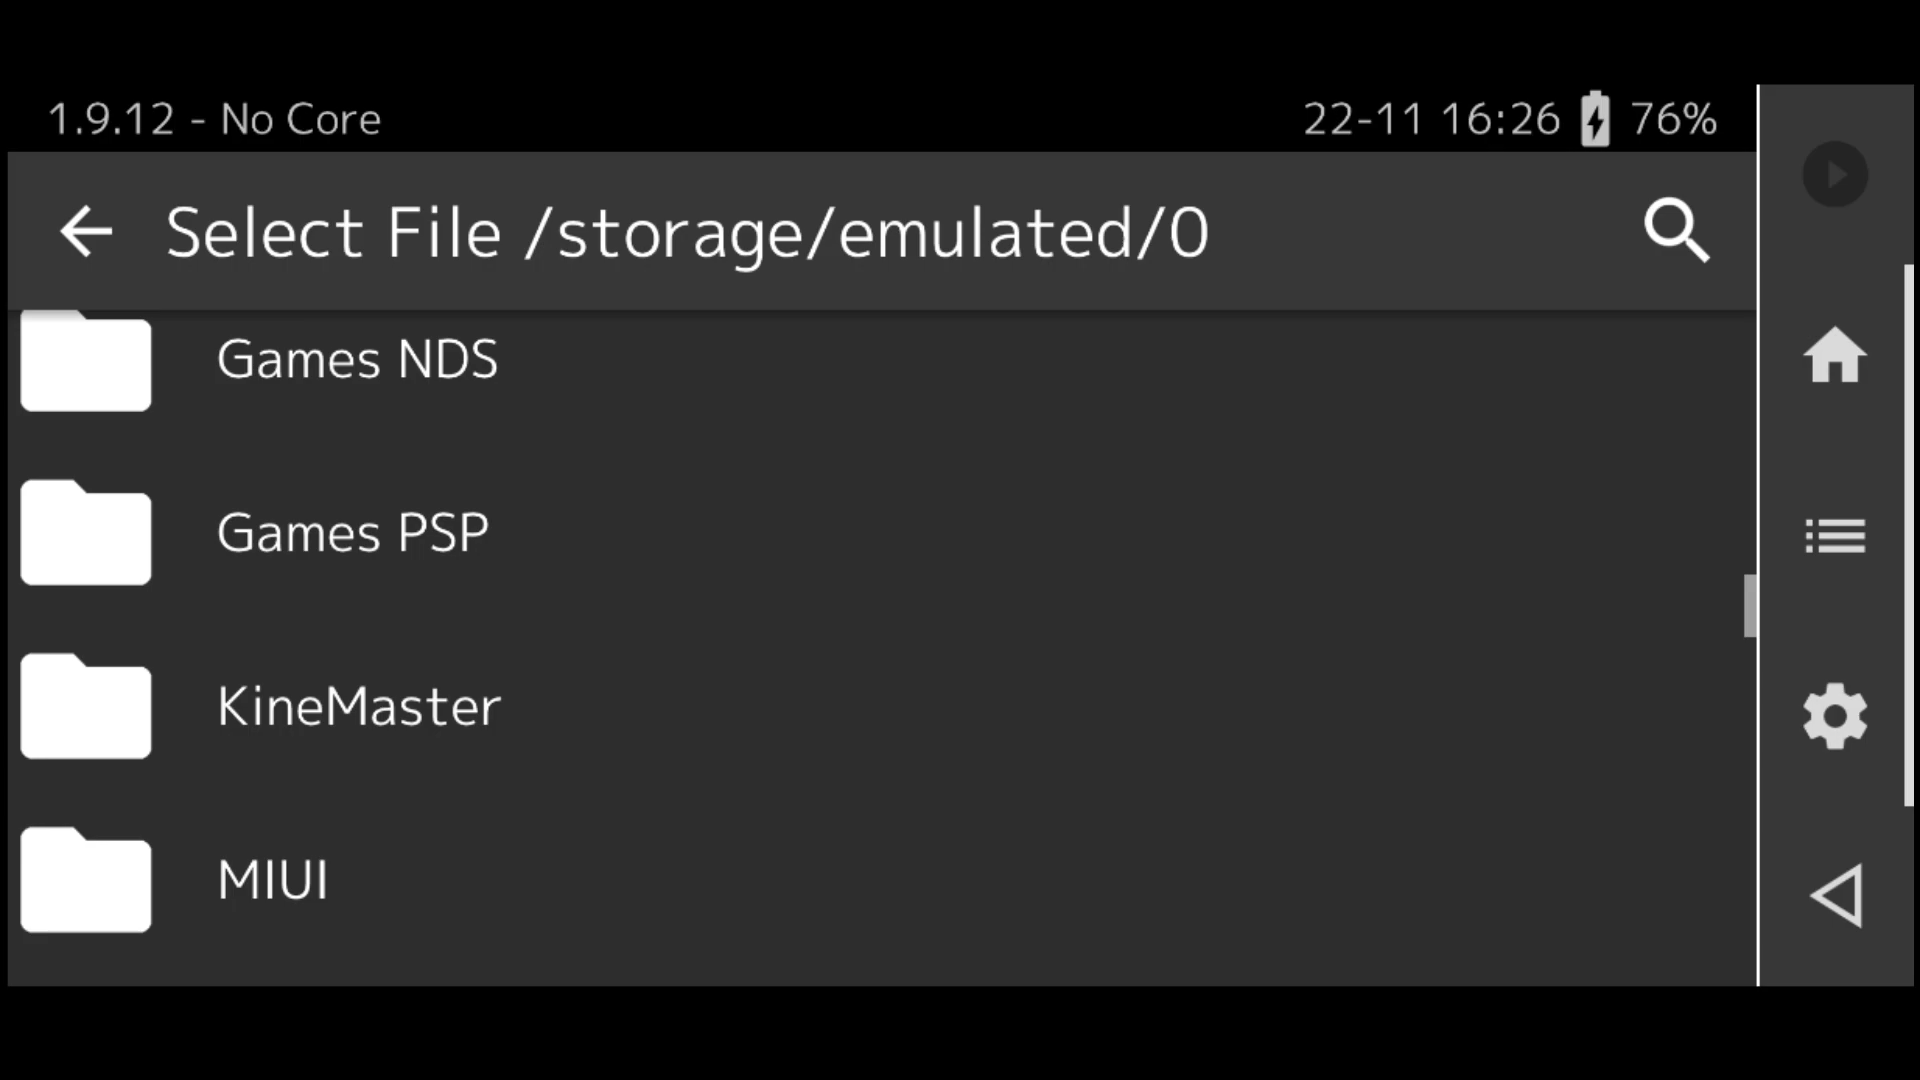 1.9.12 - No Core
22-11 16:26 76%
Select File /storage/emulated/0
Games NDS
Games PSP
KineMaster
MIUI